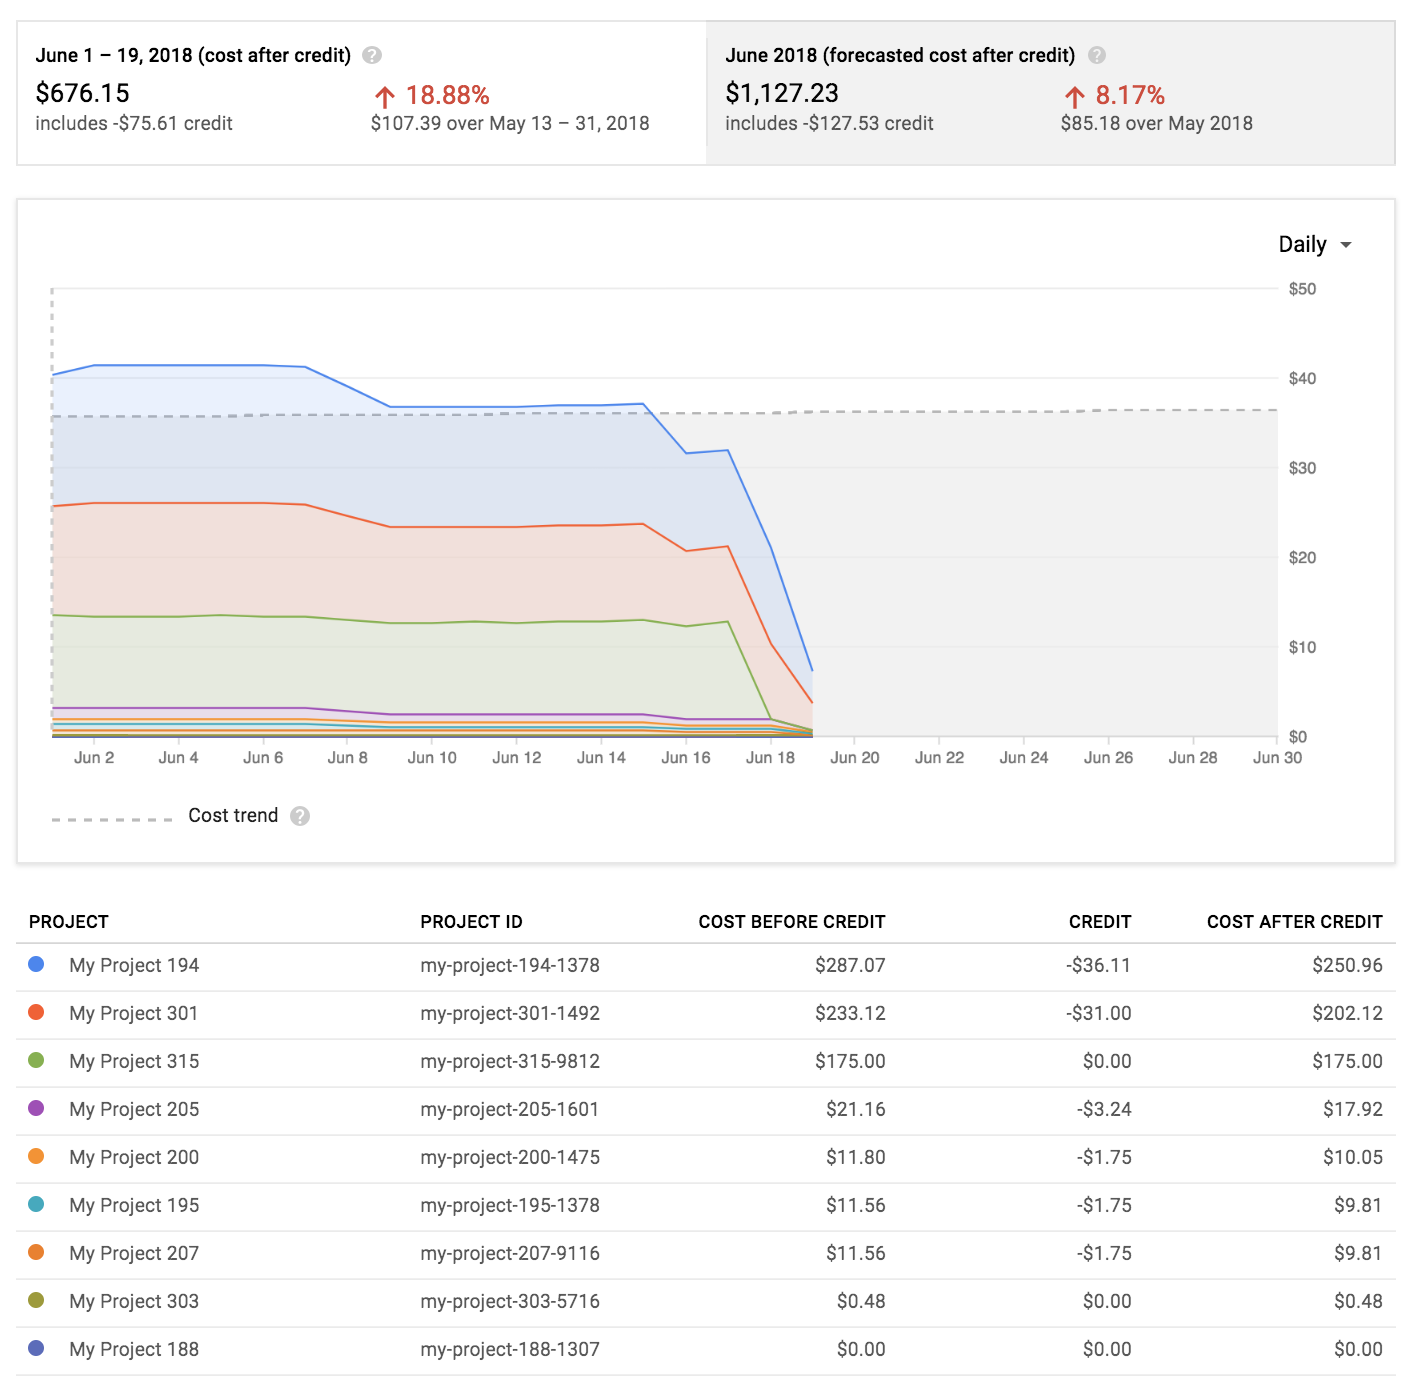 June 1 – 19, 2018 (cost after credit) ?
$676.15
↑ 18.88%
includes -$75.61 credit
$107.39 over May 13 – 31, 2018
June 2018 (forecasted cost after credit) ?
$1,127.23
↑ 8.17%
includes -$127.53 credit
$85.18 over May 2018
Daily
$50
$40
$30
$20
$10
$0
Jun 2 Jun 4 Jun 6 Jun 8 Jun 10 Jun 12 Jun 14 Jun 16 Jun 18 Jun 20 Jun 22 Jun 24 Jun 26 Jun 28 Jun 30
Cost trend ?
PROJECT PROJECT ID COST BEFORE CREDIT CREDIT COST AFTER CREDIT
My Project 194 my-project-194-1378 $287.07 -$36.11 $250.96
My Project 301 my-project-301-1492 $233.12 -$31.00 $202.12
My Project 315 my-project-315-9812 $175.00 $0.00 $175.00
My Project 205 my-project-205-1601 $21.16 -$3.24 $17.92
My Project 200 my-project-200-1475 $11.80 -$1.75 $10.05
My Project 195 my-project-195-1378 $11.56 -$1.75 $9.81
My Project 207 my-project-207-9116 $11.56 -$1.75 $9.81
My Project 303 my-project-303-5716 $0.48 $0.00 $0.48
My Project 188 my-project-188-1307 $0.00 $0.00 $0.00